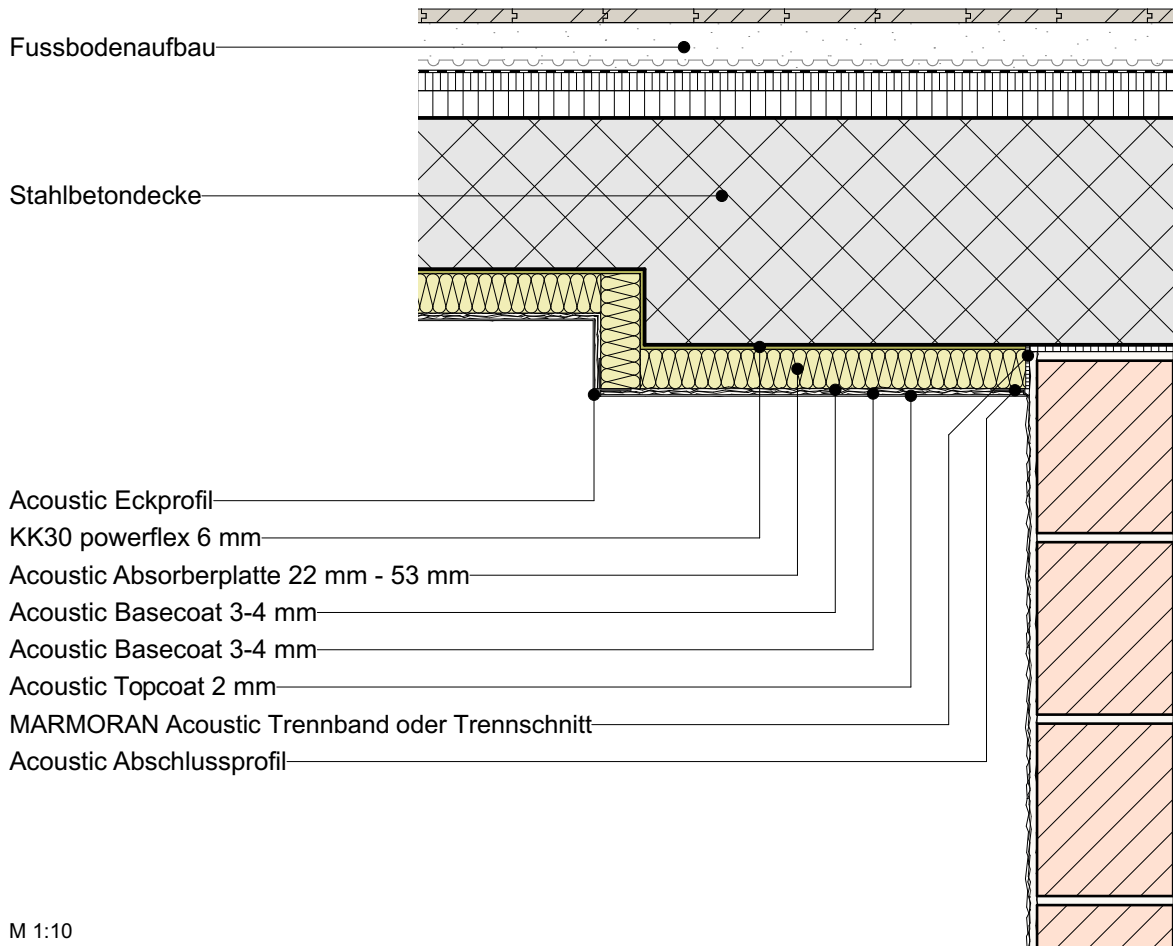 Fussbodenaufbau
Stahlbetondecke
Acoustic Eckprofil
KK30 powerflex 6 mm
Acoustic Absorberplatte 22 mm - 53 mm
Acoustic Basecoat 3-4 mm
Acoustic Basecoat 3-4 mm
Acoustic Topcoat 2 mm
MARMORAN Acoustic Trennband oder Trennschnitt
Acoustic Abschlussprofil
M 1:10